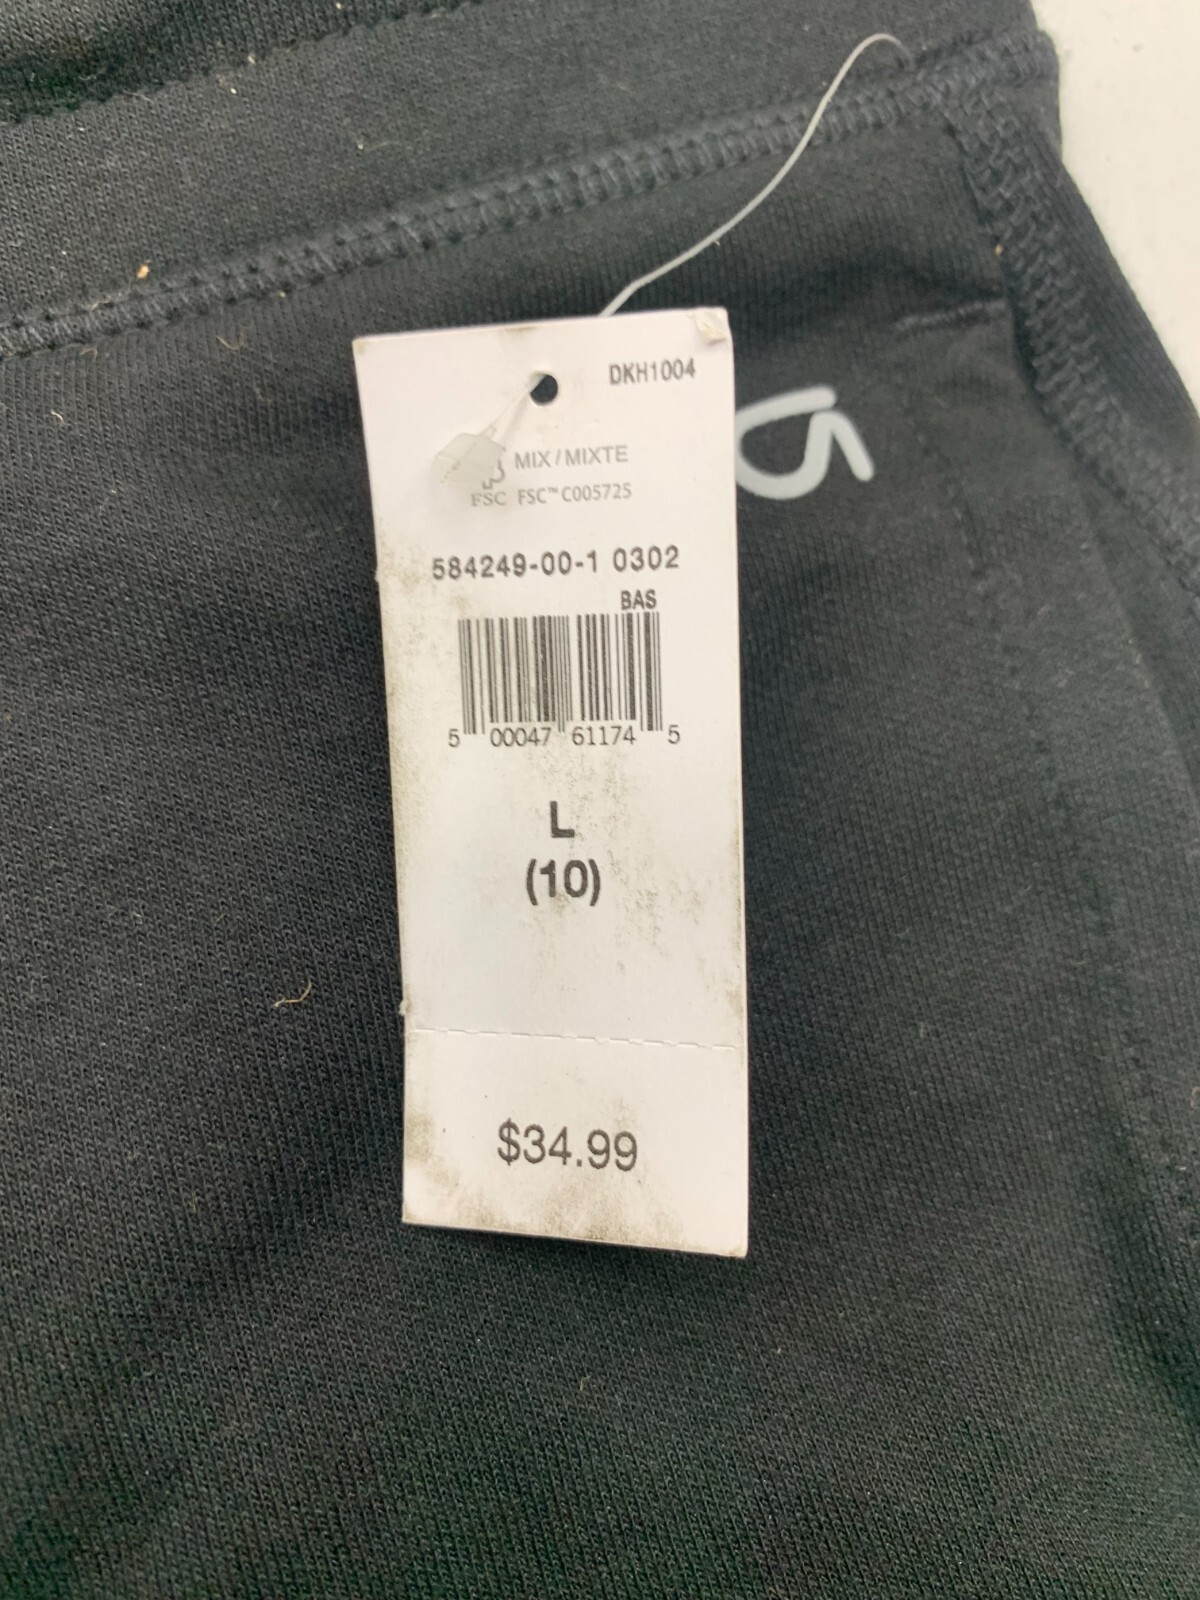 DKH1004
MIX / MIXTE
FSC FSC™ C005725
584249-00-1 0302
BAS
5 00047 61174 5
L
(10)
$34.99